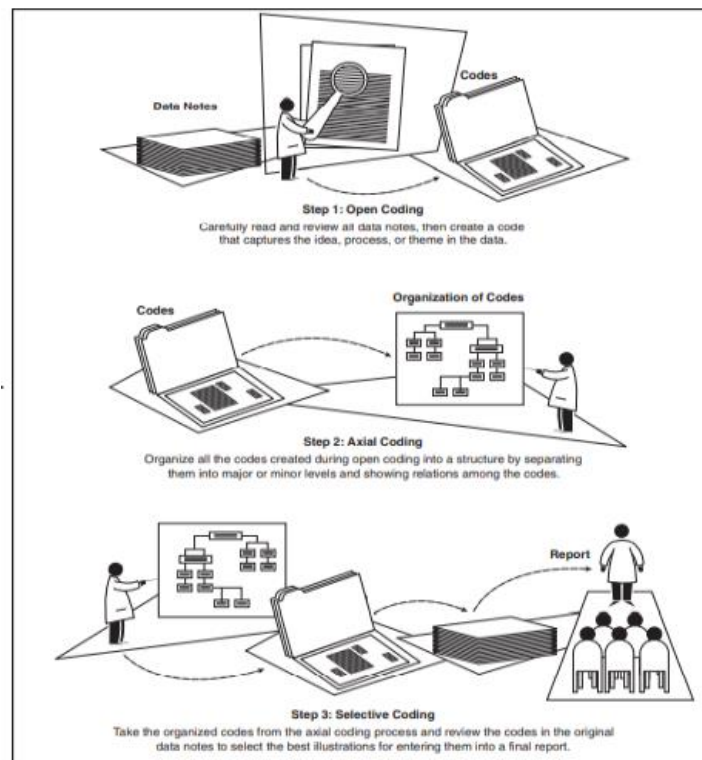 Data Notes
Codes
Step 1: Open Coding
Carefully read and review all data notes, then create a code
that captures the idea, process, or theme in the data.
Codes
Organization of Codes
Step 2: Axial Coding
Organize all the codes created during open coding into a structure by separating
them into major or minor levels and showing relations among the codes.
Report
Step 3: Selective Coding
Take the organized codes from the axial coding process and review the codes in the original
data notes to select the best illustrations for entering them into a final report.